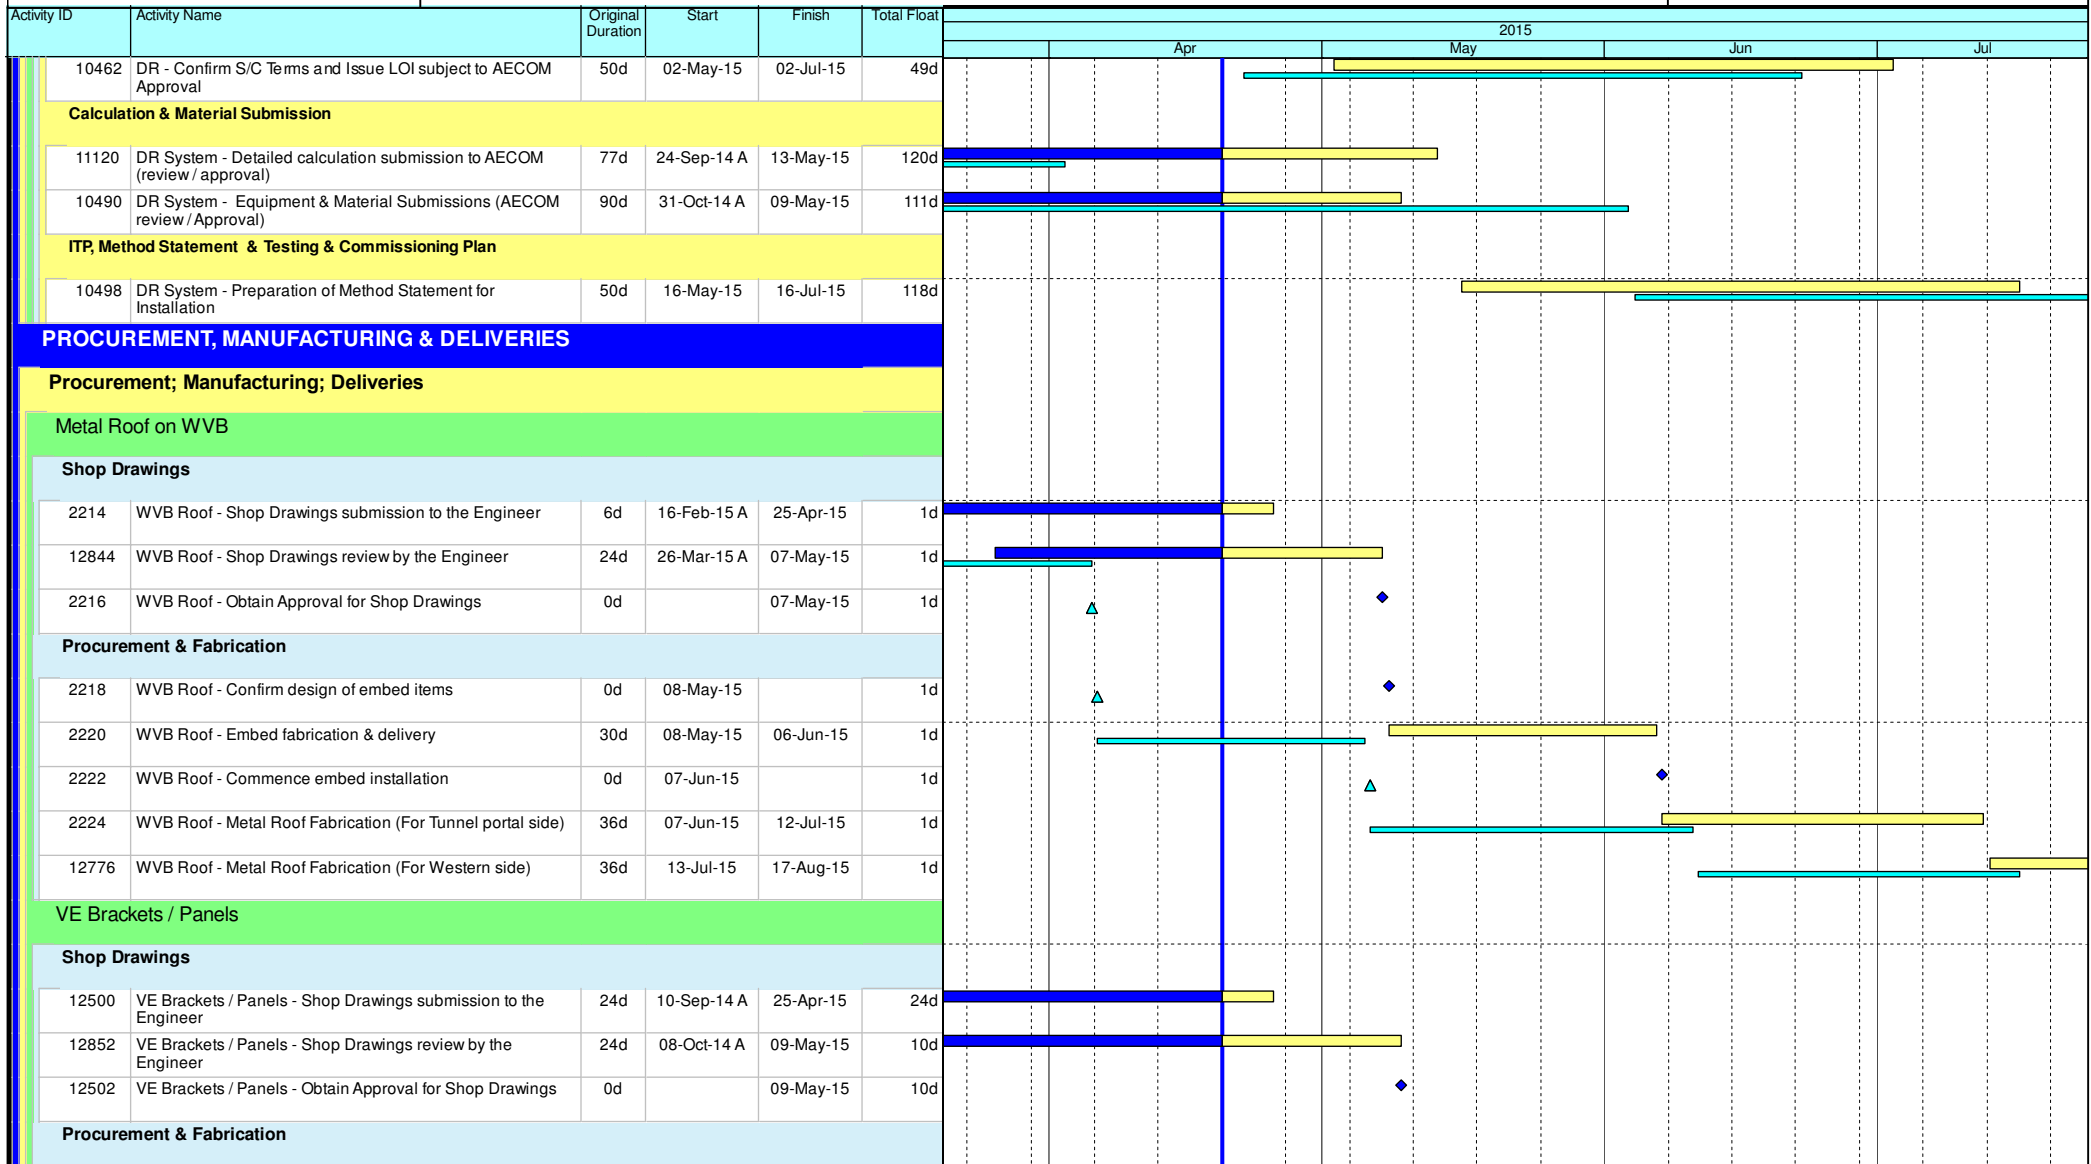 Activity ID Activity Name Original Start Finish Total Float
Duration
2015
Apr May Jun Jul
10462 DR - Confirm S/C Terms and Issue LOI subject to AECOM 50d 02-May-15 02-Jul-15 49d
Approval
Calculation & Material Submission
11120 DR System - Detailed calculation submission to AECOM 77d 24-Sep-14 A 13-May-15 120d
(review / approval)
10490 DR System - Equipment & Material Submissions (AECOM 90d 31-Oct-14 A 09-May-15 111d
review / Approval)
ITP, Method Statement & Testing & Commissioning Plan
10498 DR System - Preparation of Method Statement for 50d 16-May-15 16-Jul-15 118d
Installation
PROCUREMENT, MANUFACTURING & DELIVERIES
Procurement; Manufacturing; Deliveries
Metal Roof on WVB
Shop Drawings
2214 WVB Roof - Shop Drawings submission to the Engineer 6d 16-Feb-15 A 25-Apr-15 1d
12844 WVB Roof - Shop Drawings review by the Engineer 24d 26-Mar-15 A 07-May-15 1d
2216 WVB Roof - Obtain Approval for Shop Drawings 0d 07-May-15 1d
Procurement & Fabrication
2218 WVB Roof - Confirm design of embed items 0d 08-May-15 1d
2220 WVB Roof - Embed fabrication & delivery 30d 08-May-15 06-Jun-15 1d
2222 WVB Roof - Commence embed installation 0d 07-Jun-15 1d
2224 WVB Roof - Metal Roof Fabrication (For Tunnel portal side) 36d 07-Jun-15 12-Jul-15 1d
12776 WVB Roof - Metal Roof Fabrication (For Western side) 36d 13-Jul-15 17-Aug-15 1d
VE Brackets / Panels
Shop Drawings
12500 VE Brackets / Panels - Shop Drawings submission to the 24d 10-Sep-14 A 25-Apr-15 24d
Engineer
12852 VE Brackets / Panels - Shop Drawings review by the 24d 08-Oct-14 A 09-May-15 10d
Engineer
12502 VE Brackets / Panels - Obtain Approval for Shop Drawings 0d 09-May-15 10d
Procurement & Fabrication